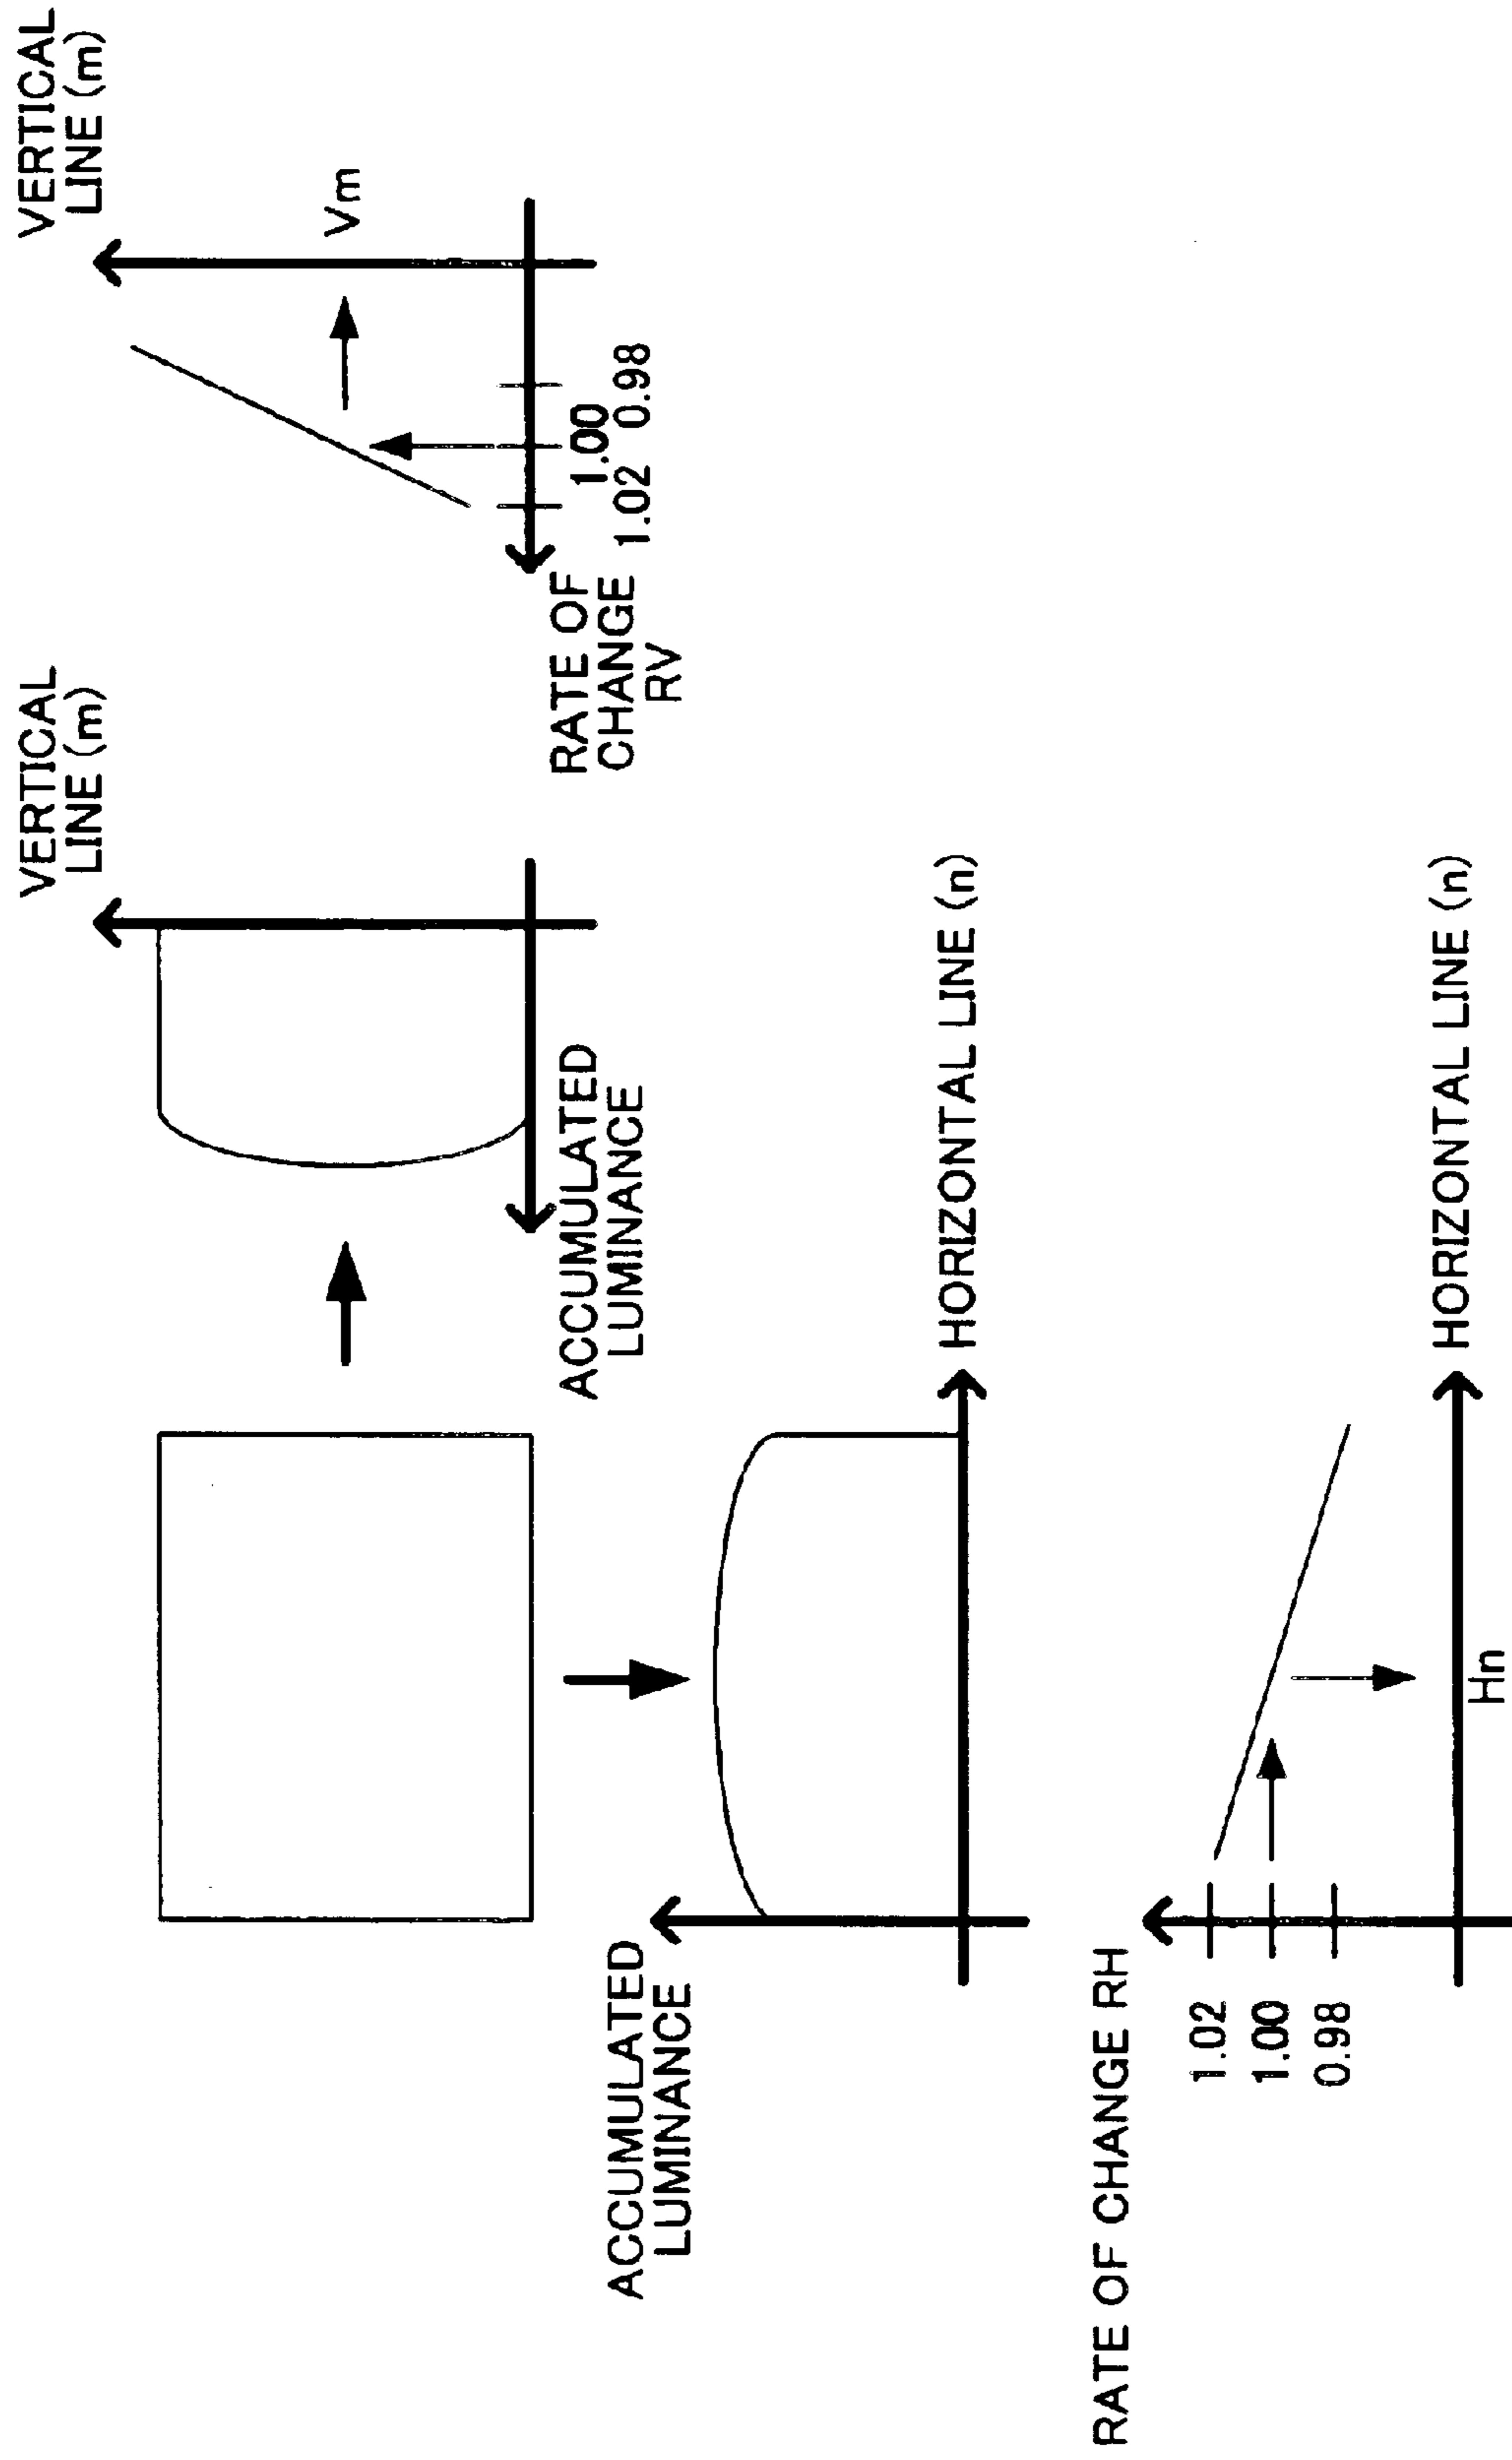 VERTICAL
LINE (m)
VERTICAL
LINE (m)
Vm
1.00
1.02 0.98
RATE OF
CHANGE
RV
ACCUMULATED
LUMINANCE
ACCUMULATED
LUMINANCE
HORIZONTAL LINE (n)
RATE OF CHANGE RH
1.02
1.00
0.98
Hn
HORIZONTAL LINE (n)